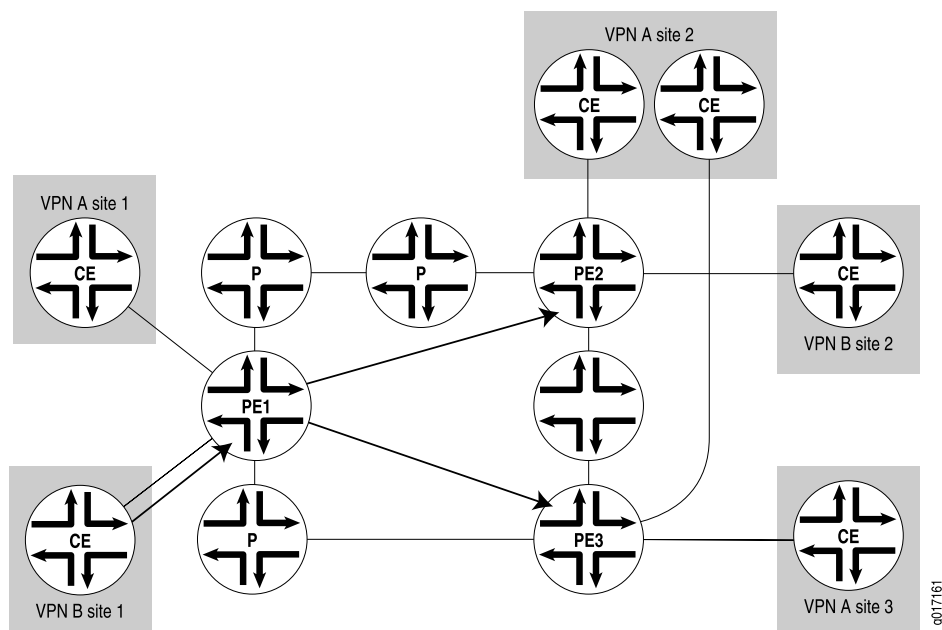 VPN A site 2
CE
CE
VPN A site 1
CE
P
P
PE2
CE
VPN B site 2
PE1
CE
VPN B site 1
P
PE3
CE
VPN A site 3
g017161